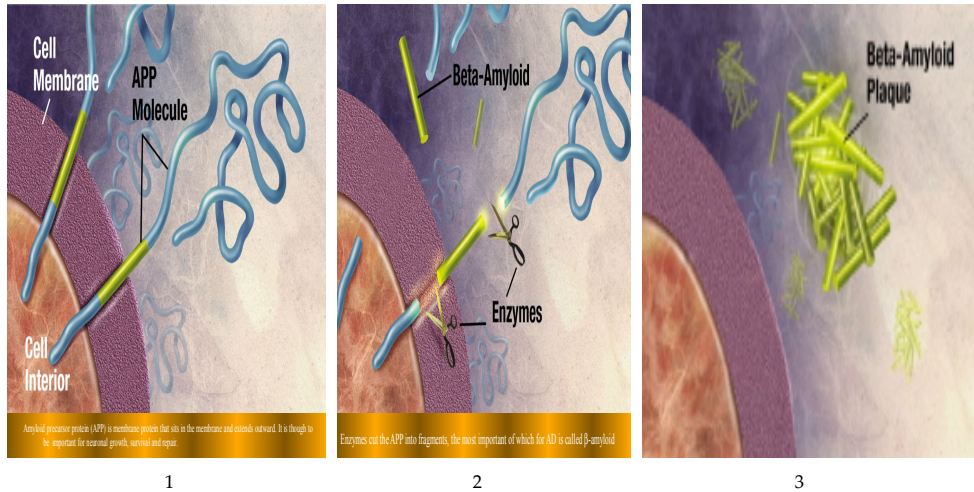 Cell
Membrane
APP
Molecule
Cell
Interior
Amyloid precursor protein (APP) is membrane protein that sits in the membrane and extends outward. It is though to
be important for neuronal growth, survival and repair.
1
Beta-Amyloid
Enzymes
Enzymes cut the APP into fragments, the most important of which for AD is called β-amyloid
2
Beta-Amyloid
Plaque
3